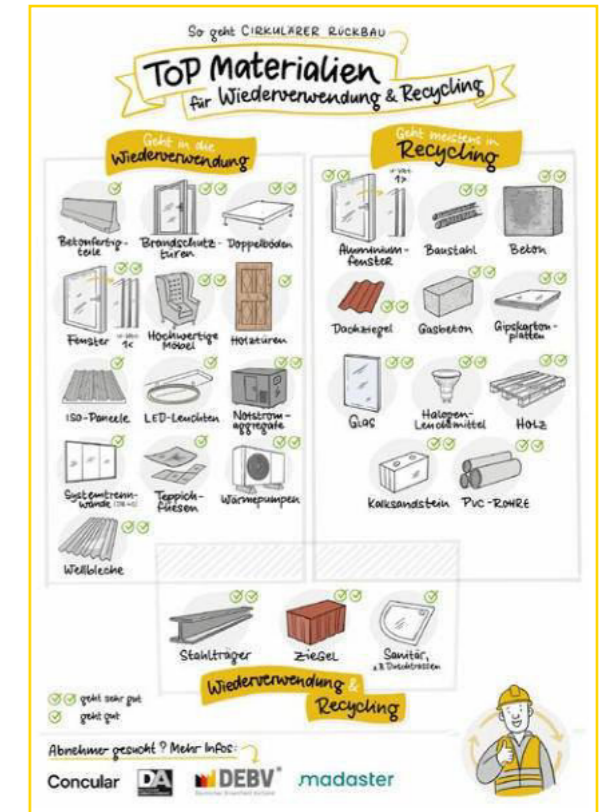 So geht CIRKULÄRER RÜCKBAU
TOP Materialien
für Wiederverwendung & Recycling
Geht in die
Wiederverwendung
Betonfertig-
teile
Brandschutz-
türen
Doppelböden
Fenster
1<
Hochwertige
Möbel
Holztüren
ISO-Paneele
LED-Leuchten
Notstrom-
aggregate
Systemtrenn-
wände
Teppich-
fliesen
Wärmepumpen
Wellbleche
Geht meistens in
Recycling
1>
Aluminium-
fenster
Baustahl
Beton
Dachziegel
Gasbeton
Gipskarton-
platten
Glas
Halogen-
Leuchtmittel
Holz
Kalksandstein
PVC-ROHRE
Stahlträger
Ziegel
Sanitär,
z.B. Duschtassen
Wiederverwendung &
Recycling
geht sehr gut
geht gut
Abnehmer gesucht? Mehr Infos:
Concular
DA
DEBV
madaster